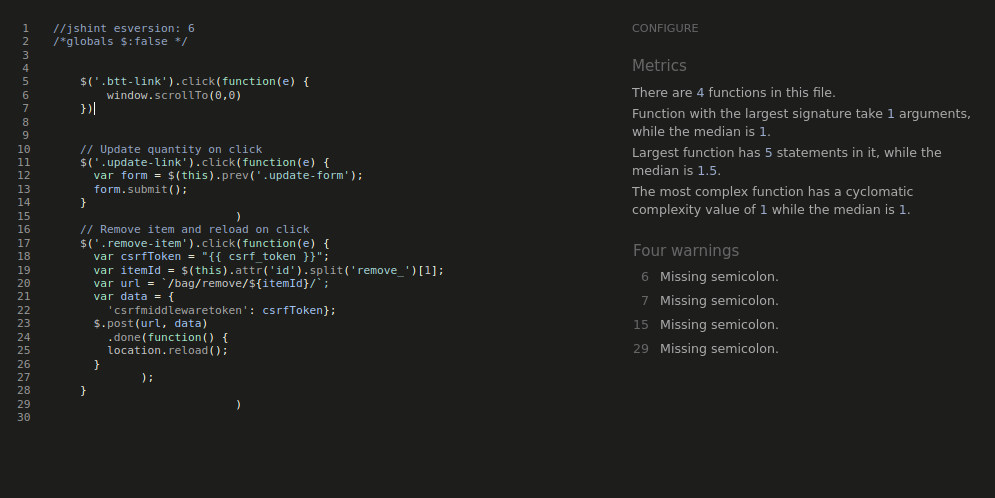 1 //jshint esversion: 6
2 /*globals $:false */
3
4
5 $('.btt-link').click(function(e) {
6 window.scrollTo(0,0)
7 })
8
9
10 // Update quantity on click
11 $('.update-link').click(function(e) {
12 var form = $(this).prev('.update-form');
13 form.submit();
14 }
15 )
16 // Remove item and reload on click
17 $('.remove-item').click(function(e) {
18 var csrfToken = "{{ csrf_token }}";
19 var itemId = $(this).attr('id').split('remove_')[1];
20 var url = `/bag/remove/${itemId}/`;
21 var data = {
22 'csrfmiddlewaretoken': csrfToken};
23 $.post(url, data)
24 .done(function() {
25 location.reload();
26 }
27 );
28 }
29 )
30
CONFIGURE
Metrics
There are 4 functions in this file.
Function with the largest signature take 1 arguments,
while the median is 1.
Largest function has 5 statements in it, while the
median is 1.5.
The most complex function has a cyclomatic
complexity value of 1 while the median is 1.
Four warnings
6 Missing semicolon.
7 Missing semicolon.
15 Missing semicolon.
29 Missing semicolon.